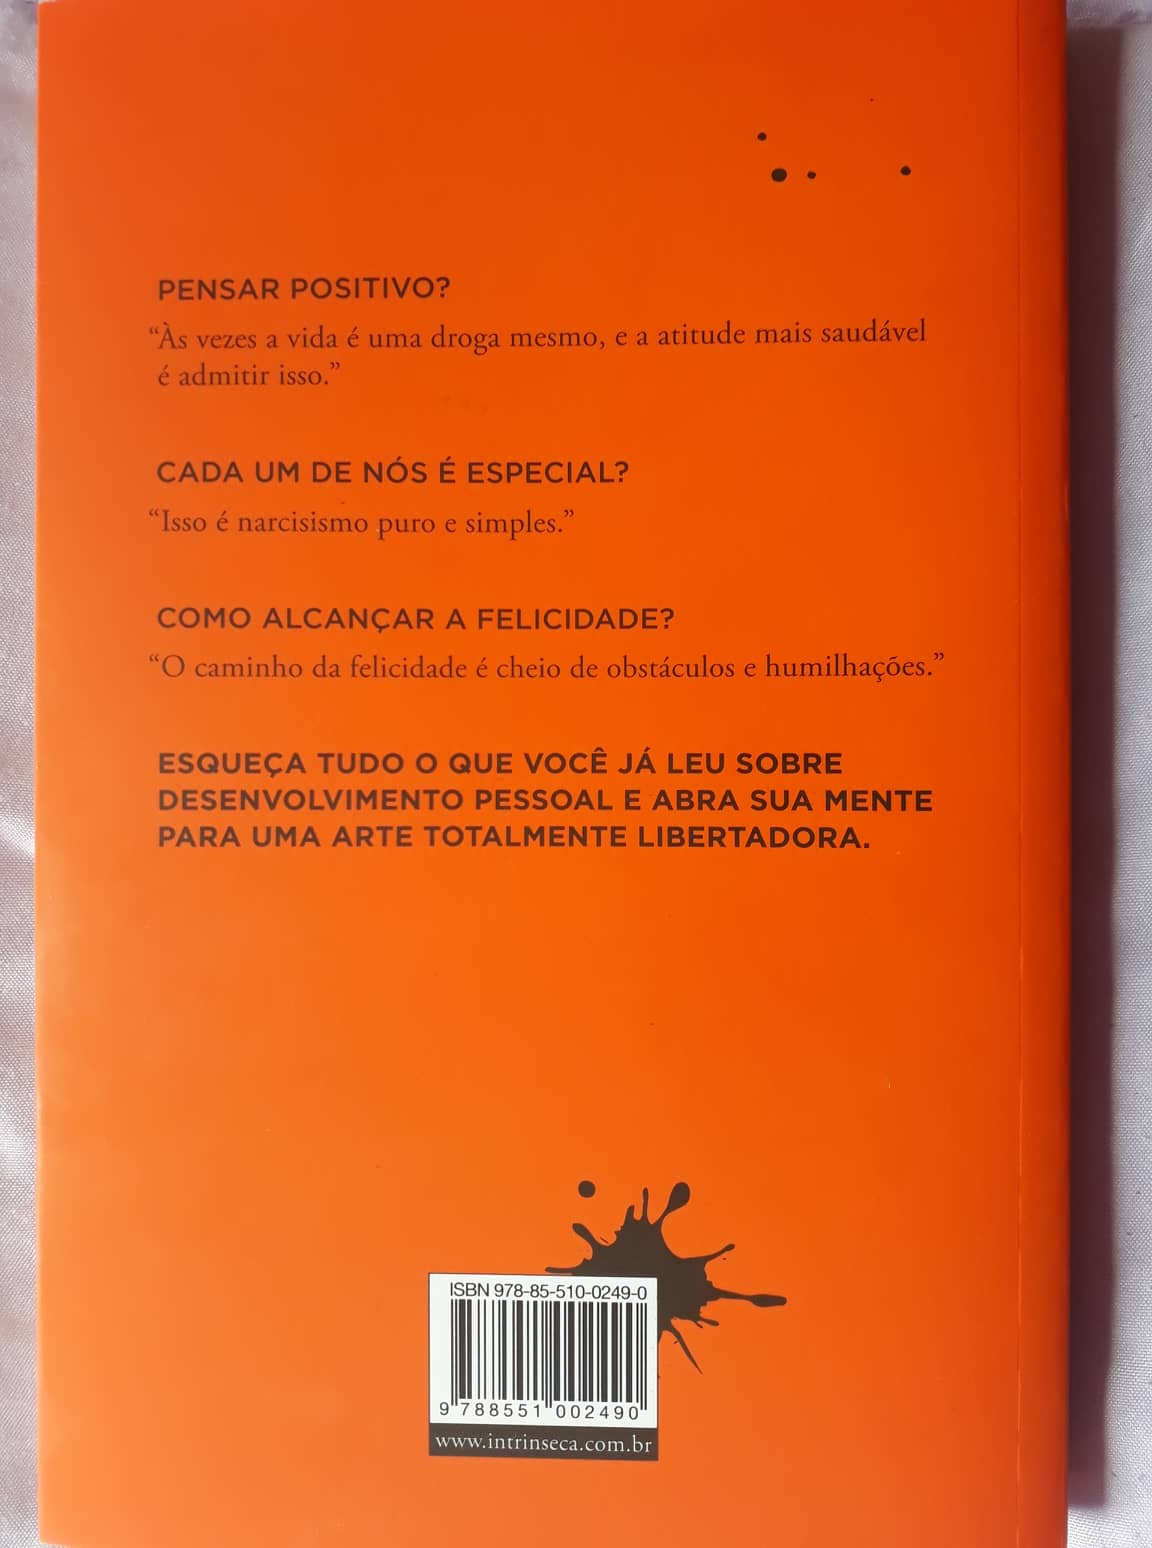 PENSAR POSITIVO?
“Às vezes a vida é uma droga mesmo, e a atitude mais saudável
é admitir isso.”
CADA UM DE NÓS É ESPECIAL?
“Isso é narcisismo puro e simples.”
COMO ALCANÇAR A FELICIDADE?
“O caminho da felicidade é cheio de obstáculos e humilhações.”
ESQUEÇA TUDO O QUE VOCÊ JÁ LEU SOBRE
DESENVOLVIMENTO PESSOAL E ABRA SUA MENTE
PARA UMA ARTE TOTALMENTE LIBERTADORA.
ISBN 978-85-510-0249-0
9 788551 002490
www.intrinseca.com.br